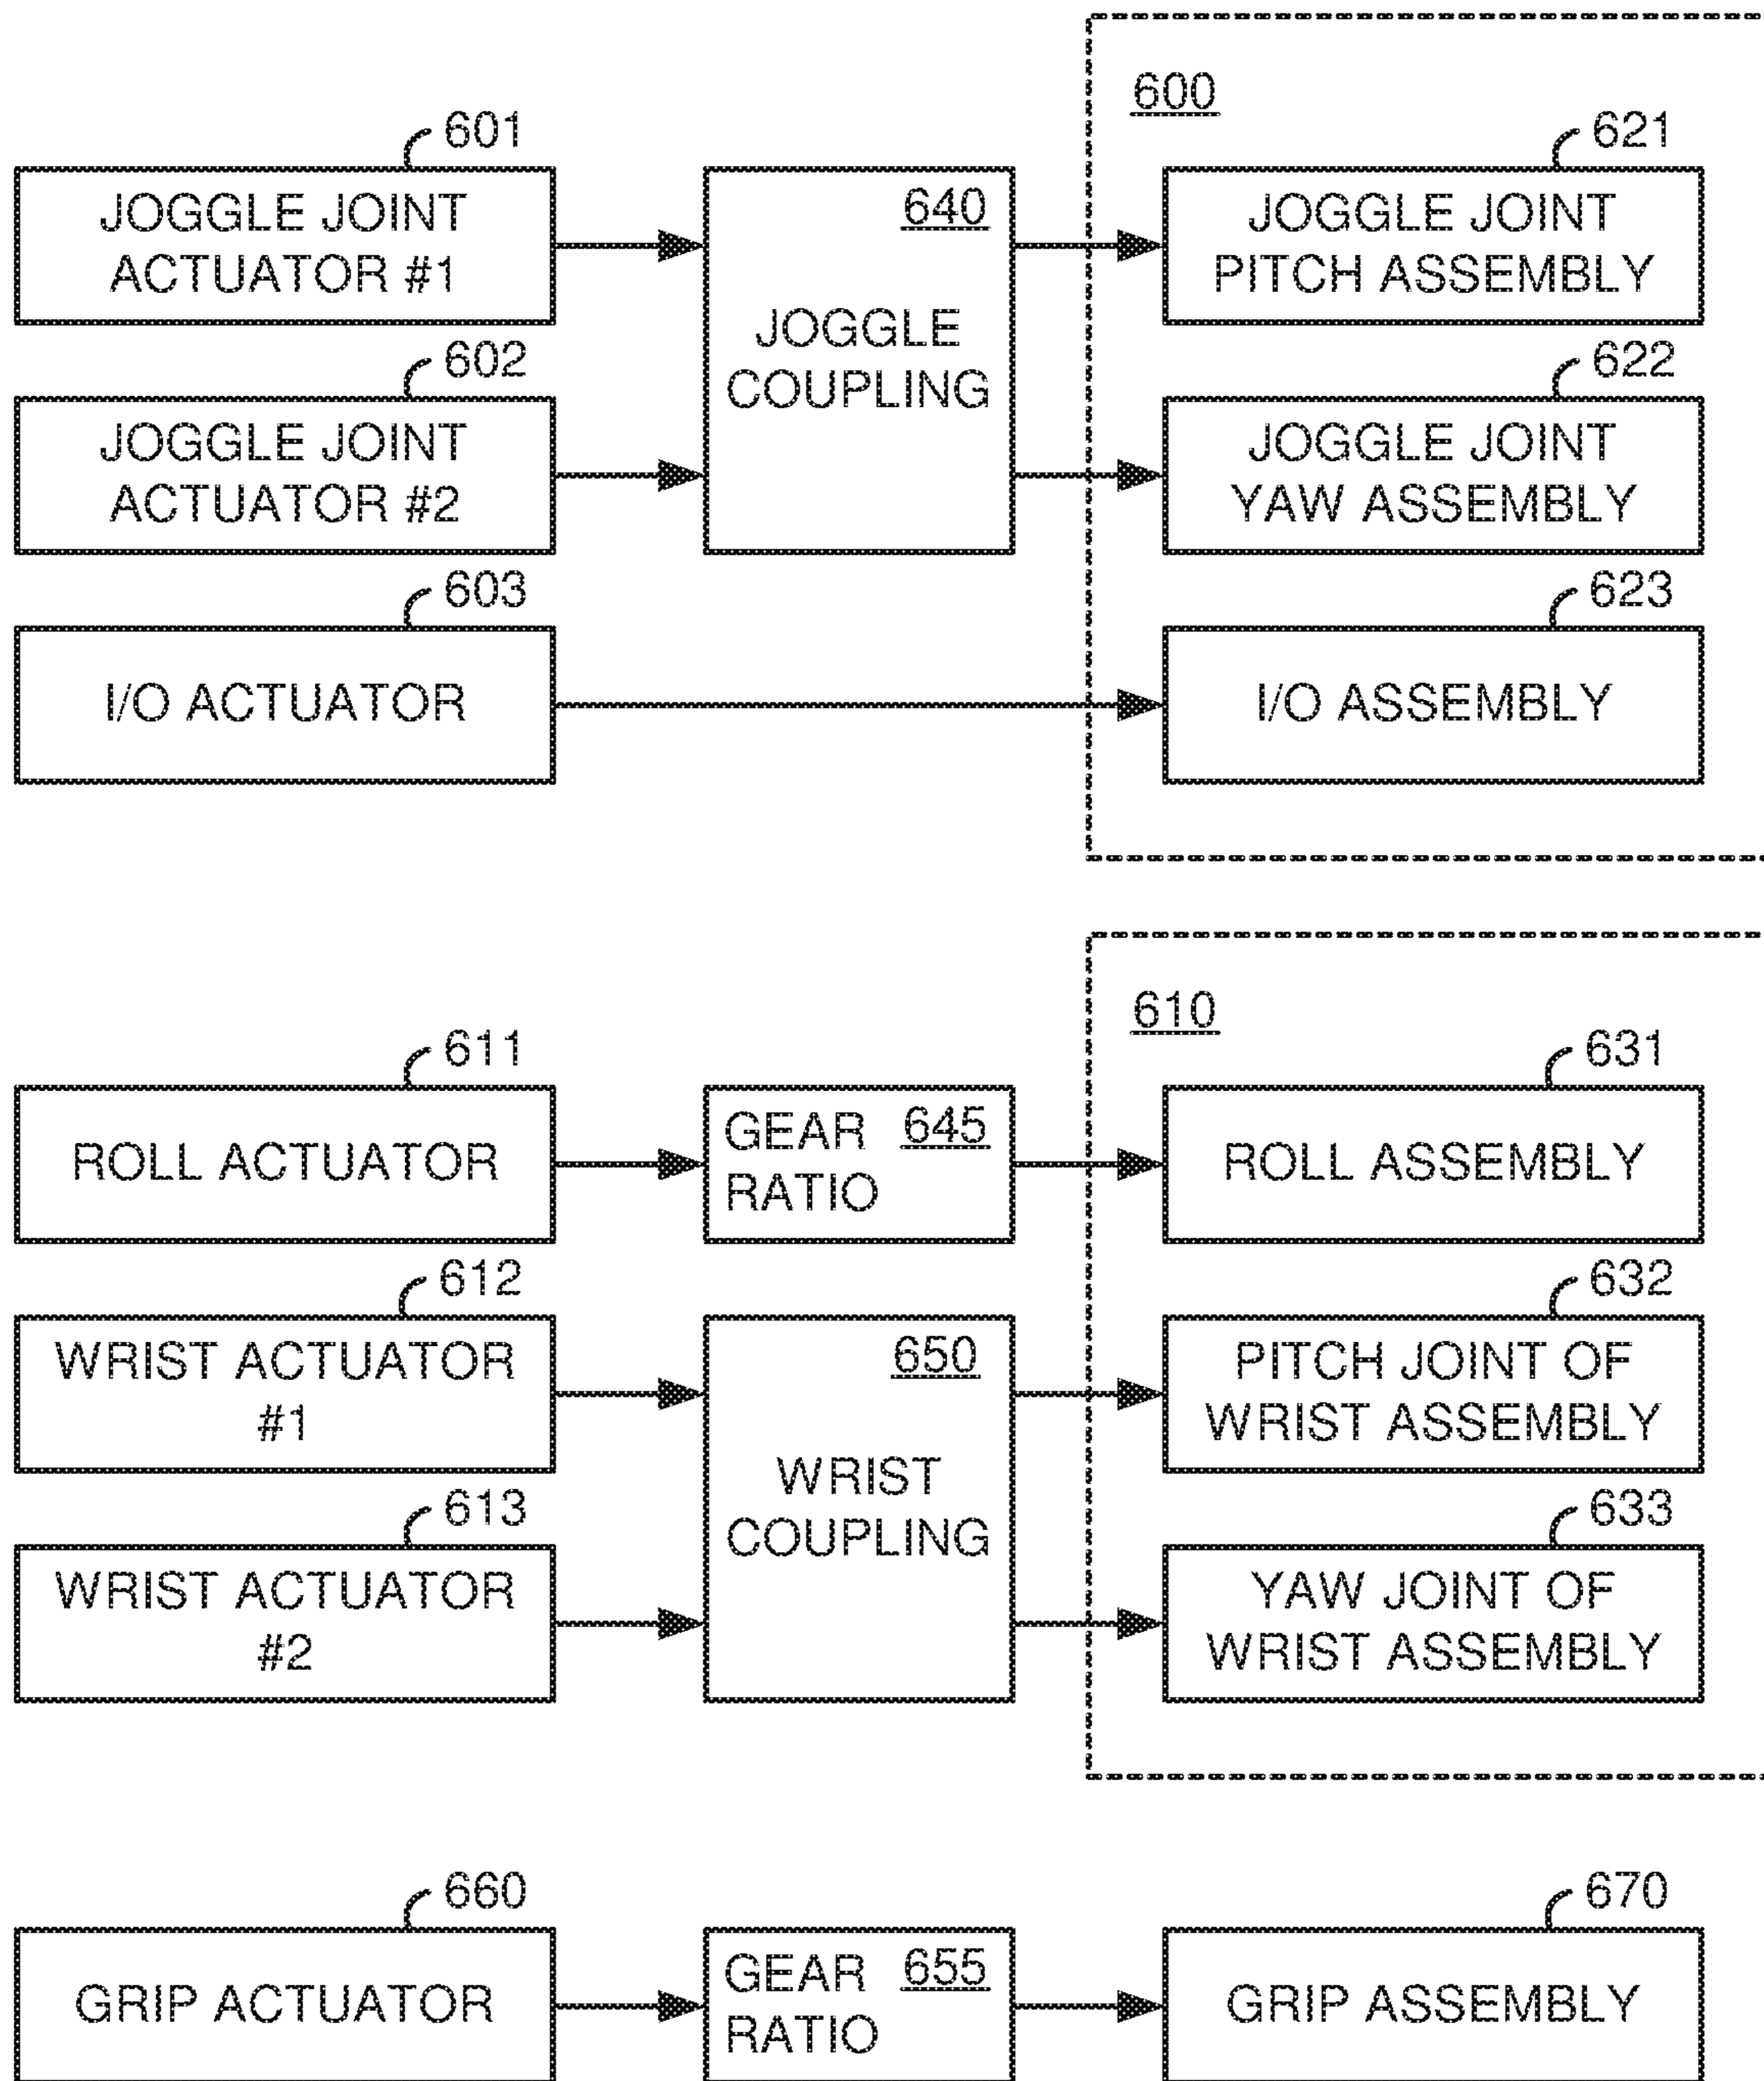 600
601
621
JOGGLE JOINT
ACTUATOR #1
640
JOGGLE
COUPLING
JOGGLE JOINT
PITCH ASSEMBLY
602
622
JOGGLE JOINT
ACTUATOR #2
JOGGLE JOINT
YAW ASSEMBLY
603
623
I/O ACTUATOR
I/O ASSEMBLY
610
611
631
ROLL ACTUATOR
GEAR 645
RATIO
ROLL ASSEMBLY
612
632
WRIST ACTUATOR
#1
650
WRIST
COUPLING
PITCH JOINT OF
WRIST ASSEMBLY
613
633
WRIST ACTUATOR
#2
YAW JOINT OF
WRIST ASSEMBLY
660
670
GRIP ACTUATOR
GEAR 655
RATIO
GRIP ASSEMBLY